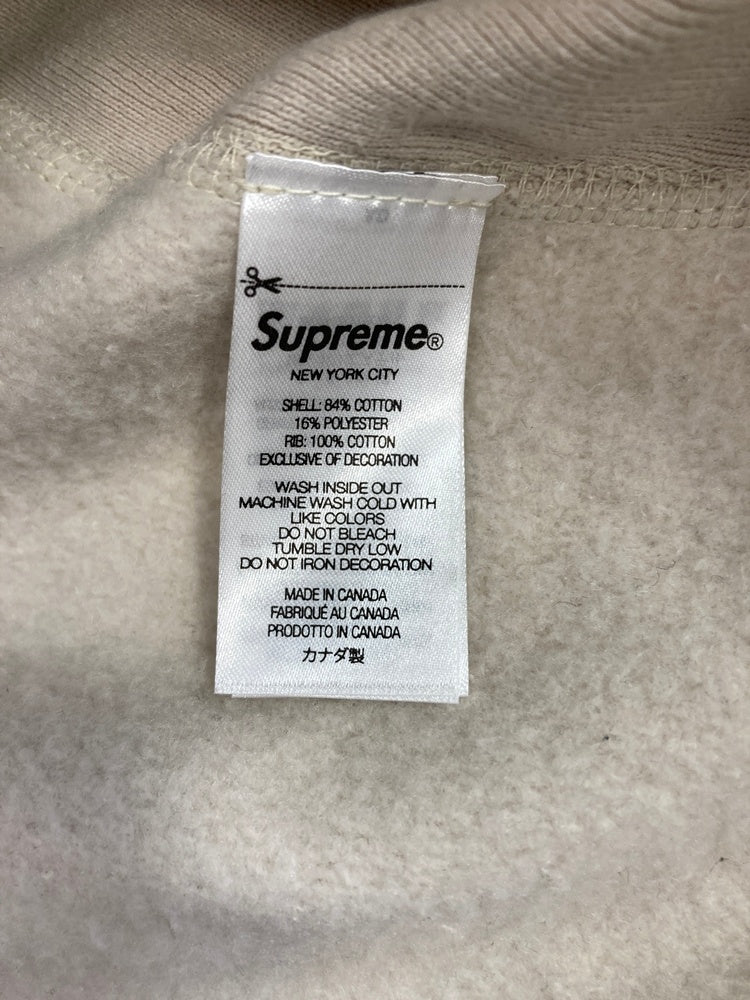 Supreme®
NEW YORK CITY
SHELL: 84% COTTON
16% POLYESTER
RIB: 100% COTTON
EXCLUSIVE OF DECORATION
WASH INSIDE OUT
MACHINE WASH COLD WITH
LIKE COLORS
DO NOT BLEACH
TUMBLE DRY LOW
DO NOT IRON DECORATION
MADE IN CANADA
FABRIQUÉ AU CANADA
PRODOTTO IN CANADA
カナダ製